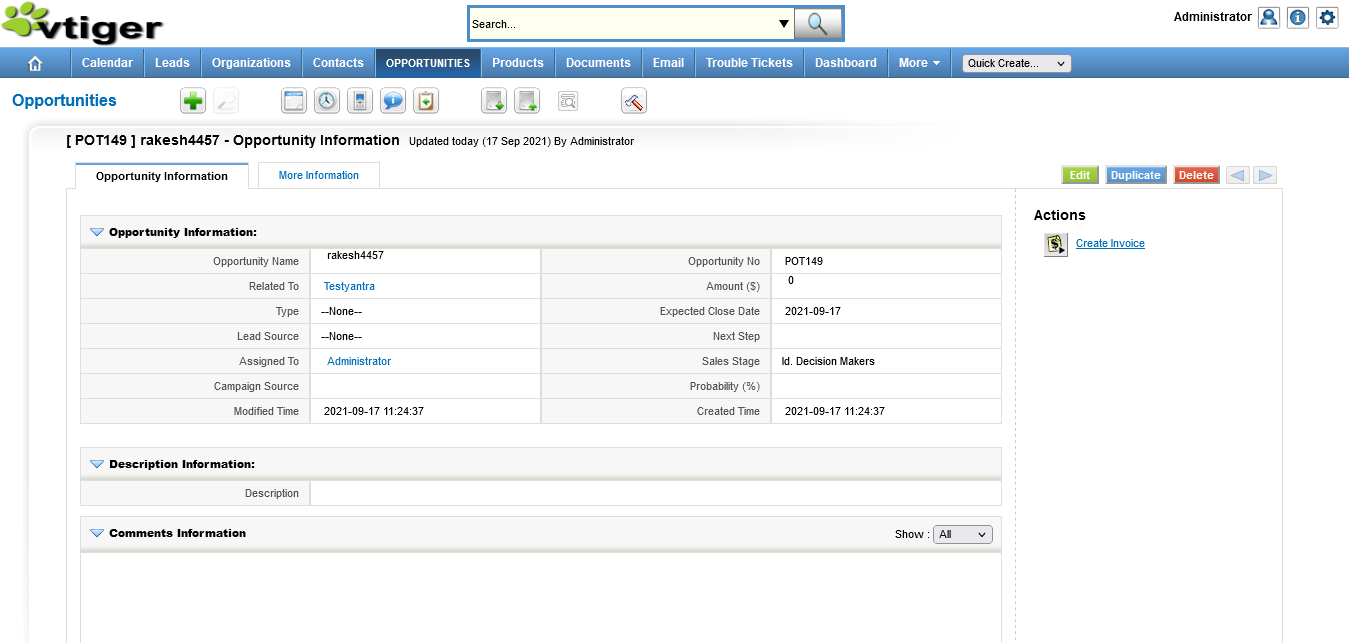 vtiger
Search...
Administrator
Calendar Leads Organizations Contacts OPPORTUNITIES Products Documents Email Trouble Tickets Dashboard More Quick Create...
Opportunities
[ POT149 ] rakesh4457 - Opportunity Information Updated today (17 Sep 2021) By Administrator
Opportunity Information More Information
Edit Duplicate Delete
Opportunity Information:
Opportunity Name rakesh4457 Opportunity No POT149
Related To Testyantra Amount ($) 0
Type --None-- Expected Close Date 2021-09-17
Lead Source --None-- Next Step
Assigned To Administrator Sales Stage Id. Decision Makers
Campaign Source Probability (%)
Modified Time 2021-09-17 11:24:37 Created Time 2021-09-17 11:24:37
Description Information:
Description
Comments Information Show : All
Actions
Create Invoice